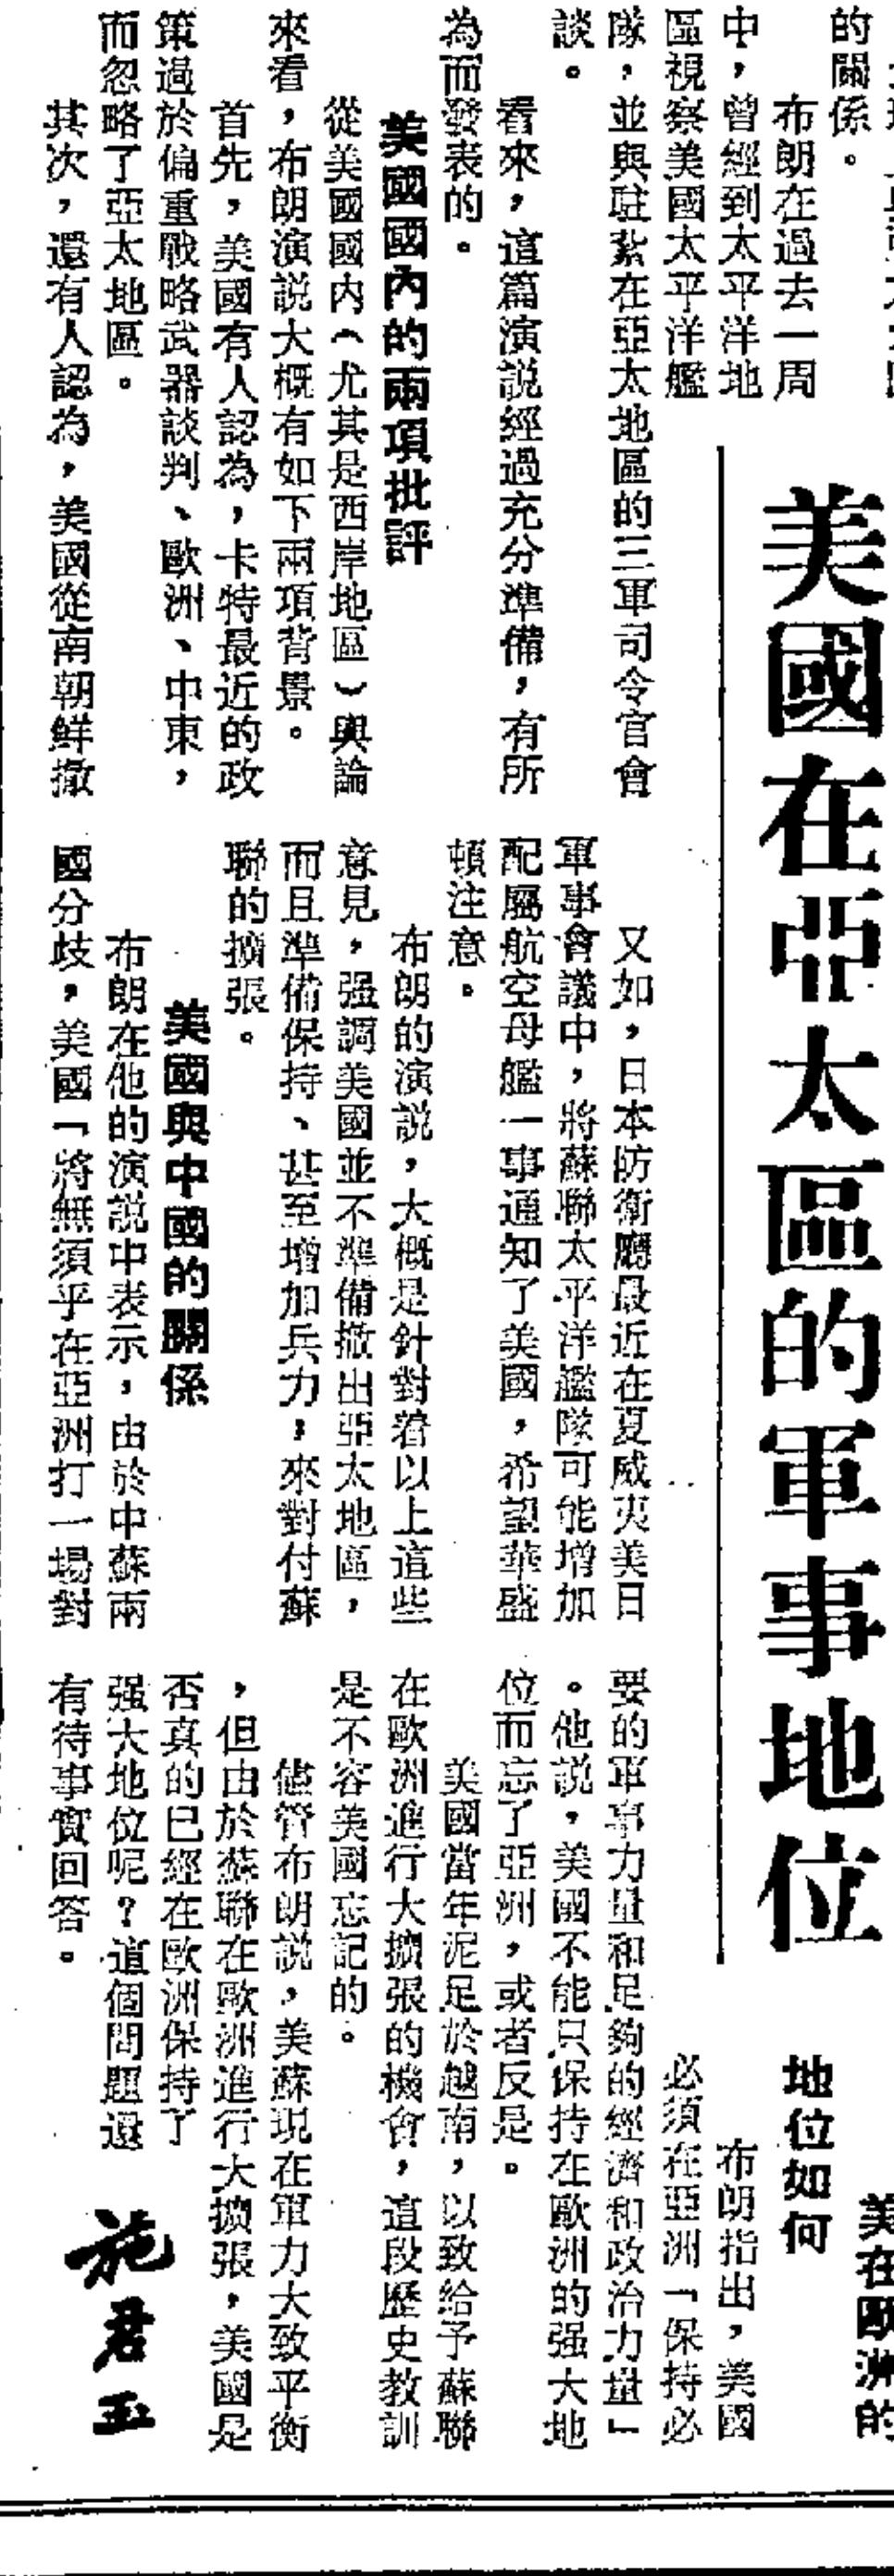 美國在亞太區的軍事地位
的關係。
布朗在過去一周
中，曾經到太平洋地
區視察美國太平洋艦
隊，並與駐紮在亞太地區的三軍司令官會
談。
看來，這篇演說經過充分準備，有所
為而發表的。
美國國內的兩項批評
從美國國內（尤其是西岸地區）輿論
來看，布朗演說大概有如下兩項背景。
首先，美國有人認為，卡特最近的政
策過於偏重戰略武器談判、歐洲、中東，
而忽略了亞太地區。
其次，還有人認為，美國從南朝鮮撤
又如，日本防衛廳最近在夏威夷美日
軍事會議中，將蘇聯太平洋艦隊可能增加
配屬航空母艦一事通知了美國，希望華盛
頓注意。
布朗的演說，大概是針對着以上這些
意見，强調美國並不準備撤出亞太地區，
而且準備保持、甚至增加兵力，來對付蘇
聯的擴張。
美國與中國的關係
布朗在他的演說中表示，由於中蘇兩
國分歧，美國「將無須乎在亞洲打一場對
美在歐洲的
地位如何
布朗指出，美國
必須在亞洲「保持必
要的軍事力量和足夠的經濟和政治力量」
。他說，美國不能只保持在歐洲的强大地
位而忘了亞洲，或者反是。
美國當年泥足於越南，以致給予蘇聯
在歐洲進行大擴張的機會，這段歷史教訓
是不容美國忘記的。
儘管布朗說，美蘇現在軍力大致平衡
，但由於蘇聯在歐洲進行大擴張，美國是
否真的已經在歐洲保持了
强大地位呢？這個問題還
有待事實回答。
施君玉